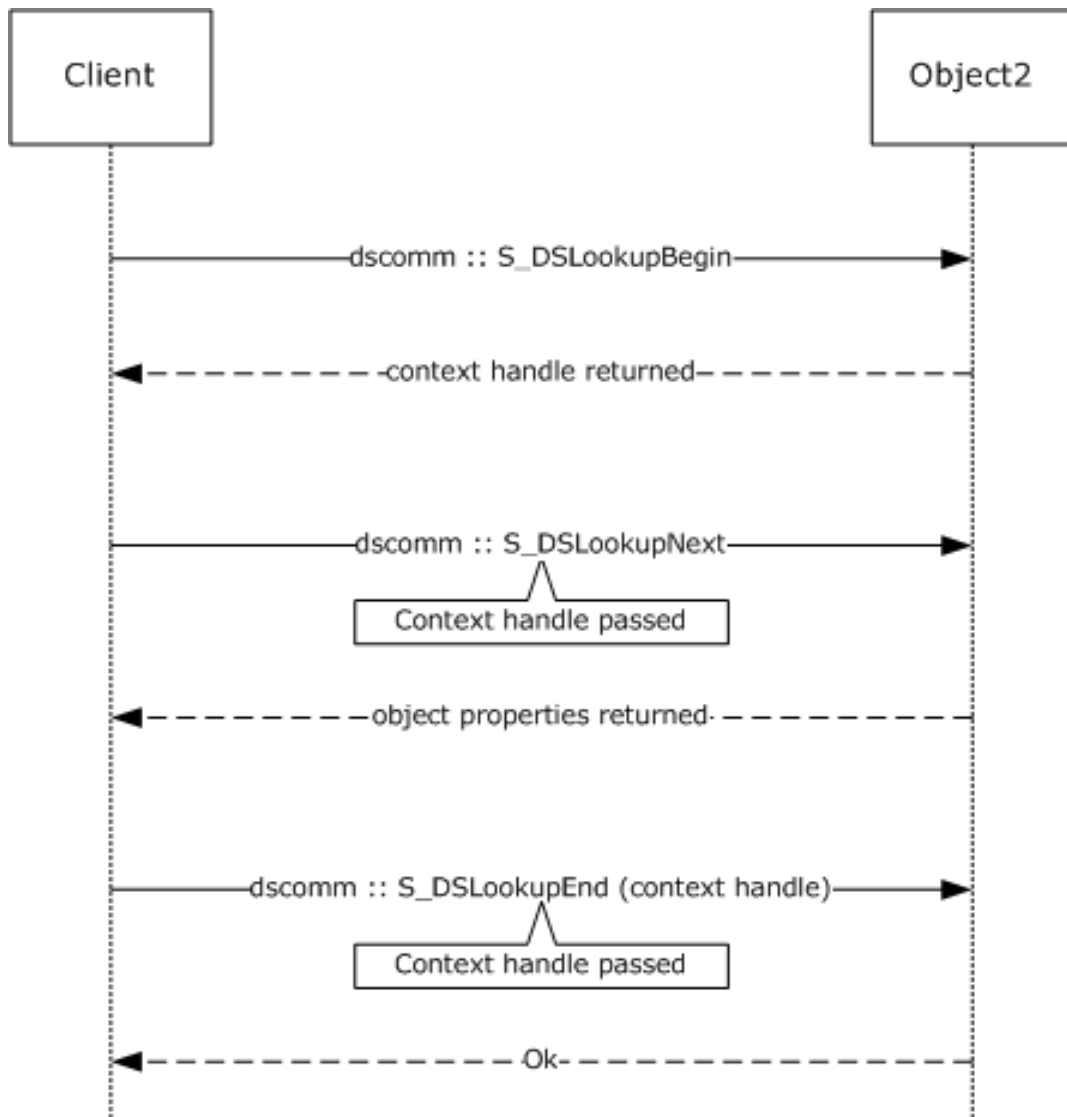 Client
Object2
dscomm :: S_DSLookupBegin
context handle returned
dscomm :: S_DSLookupNext
Context handle passed
object properties returned
dscomm :: S_DSLookupEnd (context handle)
Context handle passed
Ok